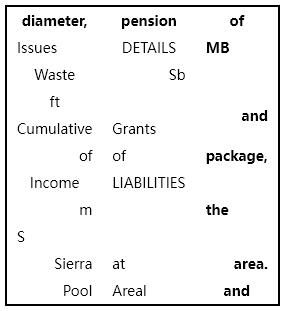 diameter, pension of
Issues DETAILS MB
Waste Sb
ft
and
Cumulative Grants
of of package,
Income LIABILITIES
m the
S
Sierra at area.
Pool Areal and